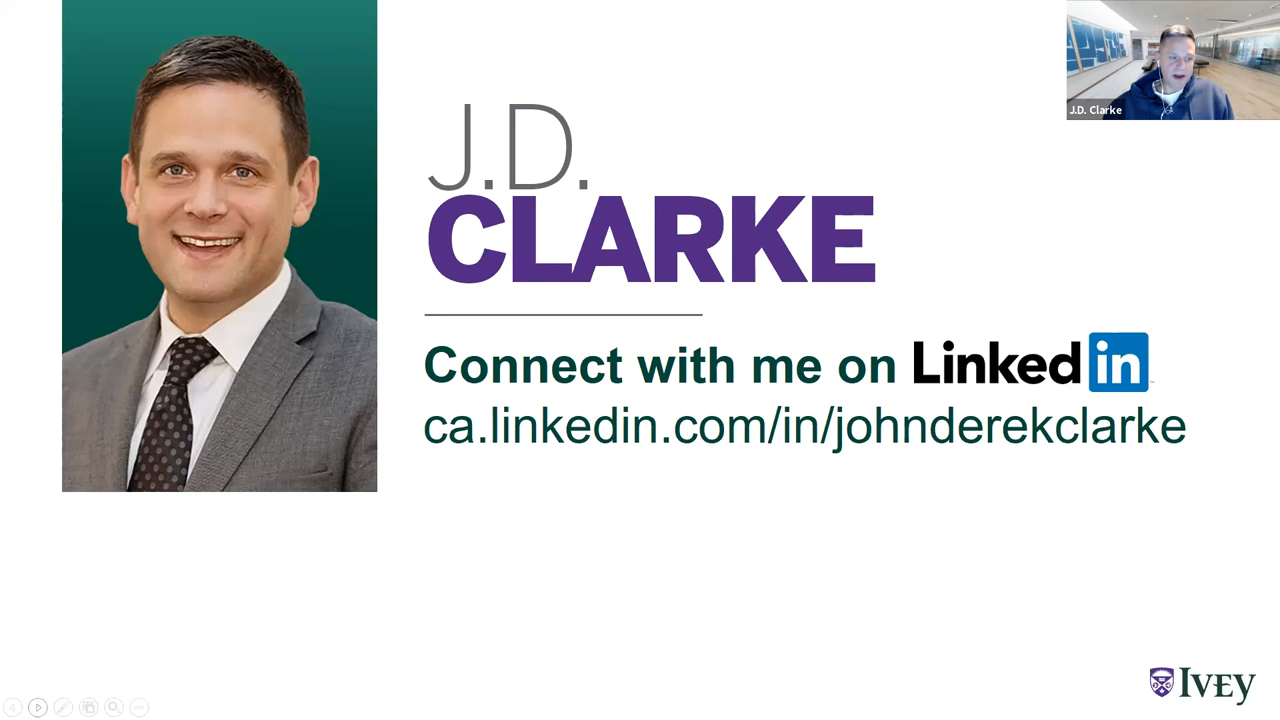 J.D. Clarke
J.D.
CLARKE
Connect with me on LinkedIn
ca.linkedin.com/in/johnderekclarke
IVEY